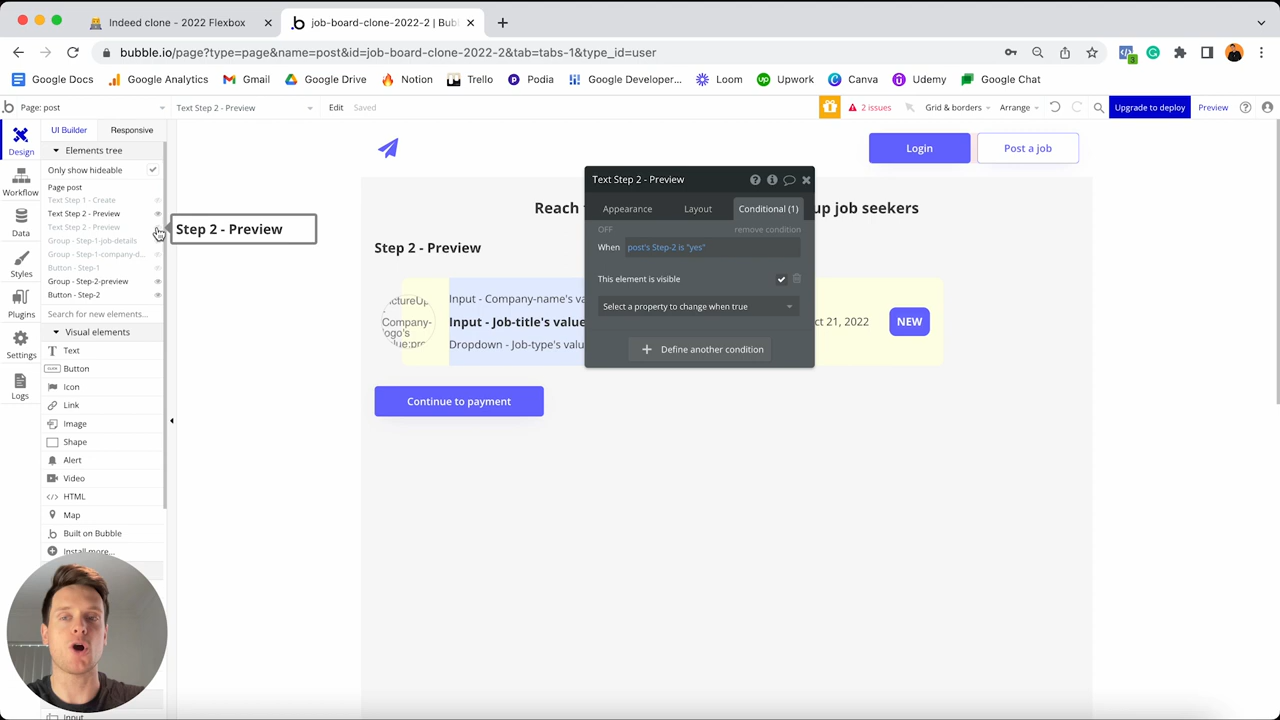 Indeed clone - 2022 Flexbox
job-board-clone-2022-2 | Bub
bubble.io/page?type=page&name=post&id=job-board-clone-2022-2&tab=tabs-1&type_id=user
3
Google Docs
Google Analytics
Gmail
Google Drive
Notion
Trello
Podia
Google Developer...
Loom
Upwork
Canva
Udemy
Google Chat
Page: post
Text Step 2 - Preview
Edit
Saved
2 issues
Grid & borders
Arrange
Upgrade to deploy
Preview
Design
Workflow
Data
Styles
Plugins
Settings
Logs
UI Builder
Responsive
Elements tree
Only show hideable
Page post
Text Step 1 - Create
Text Step 2 - Preview
Text Step 2 - Preview
Group - Step-1-job-details
Group - Step-1-company-d...
Button - Step-1
Group - Step-2-preview
Button - Step-2
Search for new elements...
Visual elements
Text
Button
CLICK
Icon
Link
Image
Shape
Alert
Video
HTML
Map
Built on Bubble
Install more...
Input
Step 2 - Preview
Login
Post a job
Reach
up job seekers
Step 2 - Preview
ctureUp
Company-
logo's
value:pro
Input - Company-name's va
Input - Job-title's value
Dropdown - Job-type's valu
ct 21, 2022
NEW
Continue to payment
Text Step 2 - Preview
Appearance
Layout
Conditional (1)
OFF
remove condition
When
post's Step-2 is "yes"
This element is visible
Select a property to change when true
Define another condition